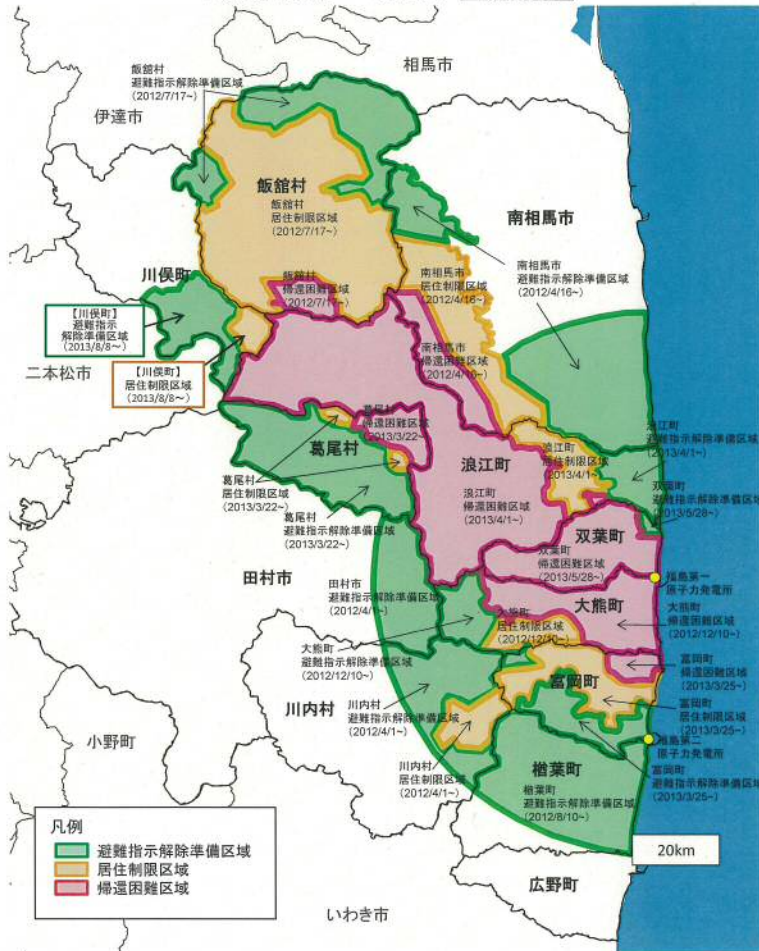 相馬市
飯舘村
避難指示解除準備区域
(2012/7/17~)
伊達市
飯舘村
飯舘村
居住制限区域
(2012/7/17~)
南相馬市
南相馬市
避難指示解除準備区域
(2012/4/16~)
南相馬市
居住制限区域
(2012/4/16~)
川俣町
飯舘村
帰還困難区域
(2012/7/17~)
【川俣町】
避難指示
解除準備区域
(2013/8/8~)
南相馬市
帰還困難区域
(2012/4/16~)
二本松市
【川俣町】
居住制限区域
(2013/8/8~)
葛尾村
帰還困難区域
(2013/3/22~)
葛尾村
浪江町
浪江町
居住制限区域
(2013/4/1~)
浪江町
避難指示解除準備区域
(2013/4/1~)
葛尾村
居住制限区域
(2013/3/22~)
浪江町
帰還困難区域
(2013/4/1~)
双葉町
避難指示解除準備区域
(2013/5/28~)
葛尾村
避難指示解除準備区域
(2013/3/22~)
双葉町
双葉町
帰還困難区域
(2013/5/28~)
田村市
田村市
避難指示解除準備区域
(2012/4/1~)
福島第一
原子力発電所
大熊町
大熊町
帰還困難区域
(2012/12/10~)
大熊町
居住制限区域
(2012/12/10~)
大熊町
避難指示解除準備区域
(2012/12/10~)
富岡町
帰還困難区域
(2013/3/25~)
富岡町
川内村
川内村
避難指示解除準備区域
(2012/4/1~)
富岡町
居住制限区域
(2013/3/25~)
福島第二
原子力発電所
小野町
川内村
居住制限区域
(2012/4/1~)
楢葉町
富岡町
避難指示解除準備区域
(2013/3/25~)
楢葉町
避難指示解除準備区域
(2012/8/10~)
凡例
避難指示解除準備区域
居住制限区域
帰還困難区域
20km
広野町
いわき市